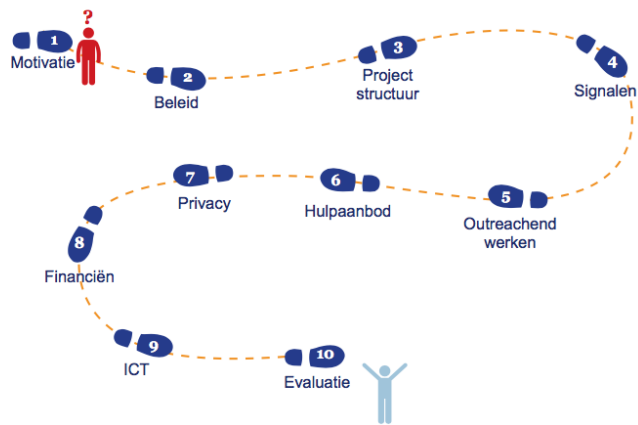 ?
1
Motivatie
2
Beleid
3
Project
structuur
4
Signalen
5
Outreachend
werken
6
Hulpaanbod
7
Privacy
8
Financiën
9
ICT
10
Evaluatie